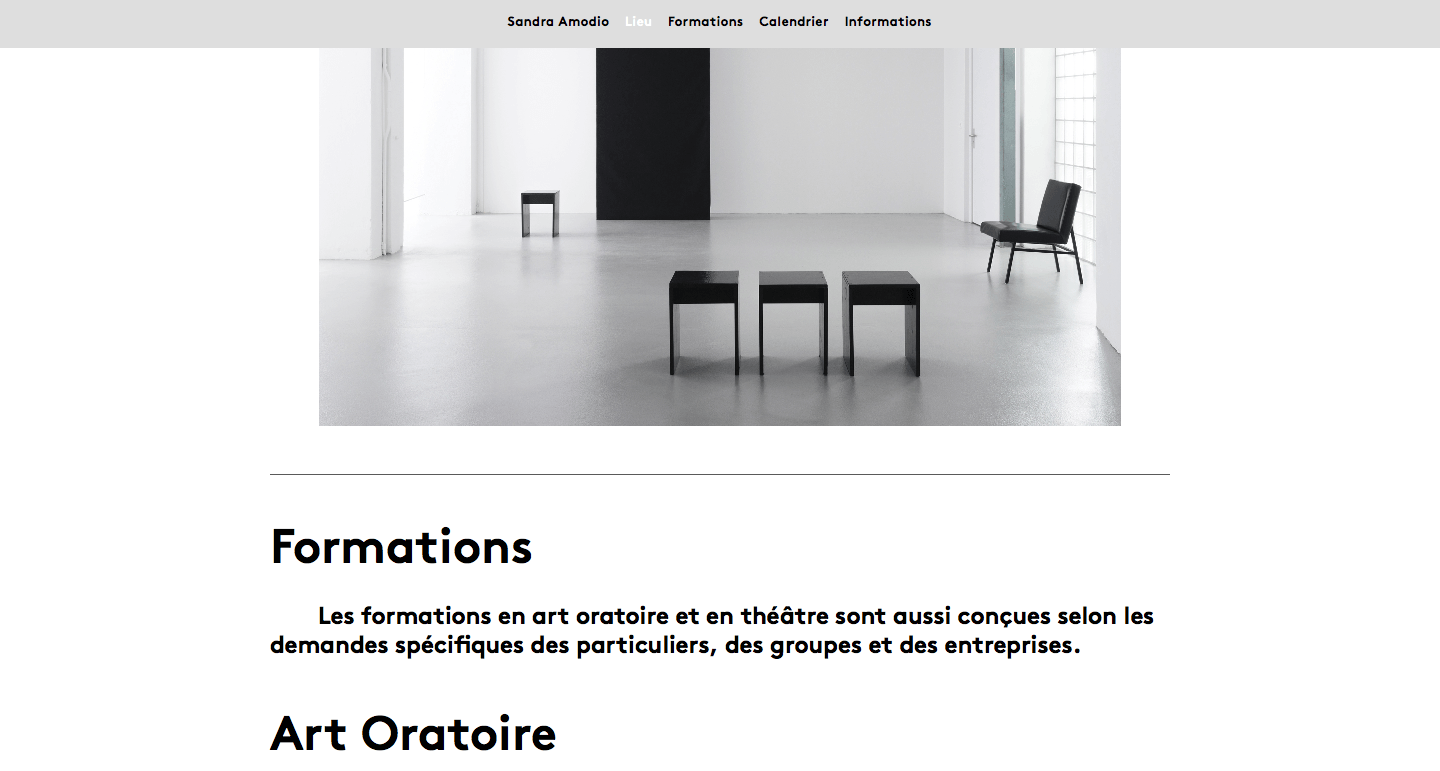 Sandra Amodio Lieu Formations Calendrier Informations
Formations
Les formations en art oratoire et en théâtre sont aussi conçues selon les
demandes spécifiques des particuliers, des groupes et des entreprises.
Art Oratoire